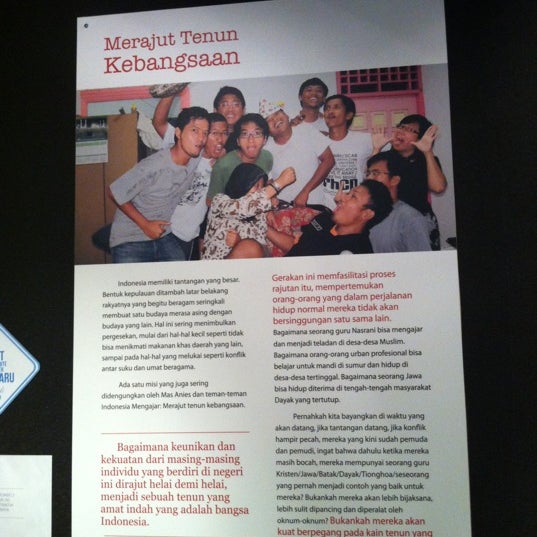 Merajut Tenun
Kebangsaan
Indonesia memiliki tantangan yang besar.
Bentuk kepulauan ditambah latar belakang
rakyatnya yang begitu beragam seringkali
membuat satu budaya merasa asing dengan
budaya yang lain. Hal ini sering menimbulkan
pergesekan, mulai dari hal-hal kecil seperti tidak
bisa menikmati makanan khas daerah yang lain,
sampai pada hal-hal yang melukai seperti konflik
antar suku dan umat beragama.
Ada satu misi yang juga sering
didengungkan oleh Mas Anies dan teman-teman
Indonesia Mengajar: Merajut tenun kebangsaan.
Bagaimana keunikan dan
kekuatan dari masing-masing
individu yang berdiri di negeri
ini dirajut helai demi helai,
menjadi sebuah tenun yang
amat indah yang adalah bangsa
Indonesia.
Gerakan ini memfasilitasi proses
rajutan itu, mempertemukan
orang-orang yang dalam perjalanan
hidup normal mereka tidak akan
bersinggungan satu sama lain.
Bagaimana seorang guru Nasrani bisa mengajar
dan menjadi teladan di desa-desa Muslim.
Bagaimana orang-orang urban profesional bisa
belajar untuk mandi di sumur dan hidup di
desa-desa tertinggal. Bagaimana seorang Jawa
bisa hidup diterima di tengah-tengah masyarakat
Dayak yang tertutup.
Pernahkah kita bayangkan di waktu yang
akan datang, jika tantangan datang, jika konflik
hampir pecah, mereka yang kini sudah pemuda
dan pemudi, ingat bahwa dahulu ketika mereka
masih bocah, mereka mempunyai seorang guru
Kristen/Jawa/Batak/Dayak/Tionghoa/seseorang
yang pernah menjadi contoh yang baik untuk
mereka? Bukankah mereka akan lebih bijaksana,
lebih sulit dipancing dan diperalat oleh
oknum-oknum? Bukankah mereka akan
kuat berpegang pada kain tenun yang
ARU